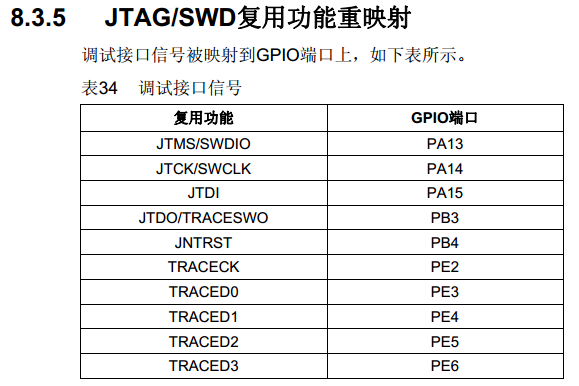 8.3.5 JTAG/SWD复用功能重映射
调试接口信号被映射到GPIO端口上，如下表所示。
表34 调试接口信号
复用功能 GPIO端口
JTMS/SWDIO PA13
JTCK/SWCLK PA14
JTDI PA15
JTDO/TRACESWO PB3
JNTRST PB4
TRACECK PE2
TRACED0 PE3
TRACED1 PE4
TRACED2 PE5
TRACED3 PE6